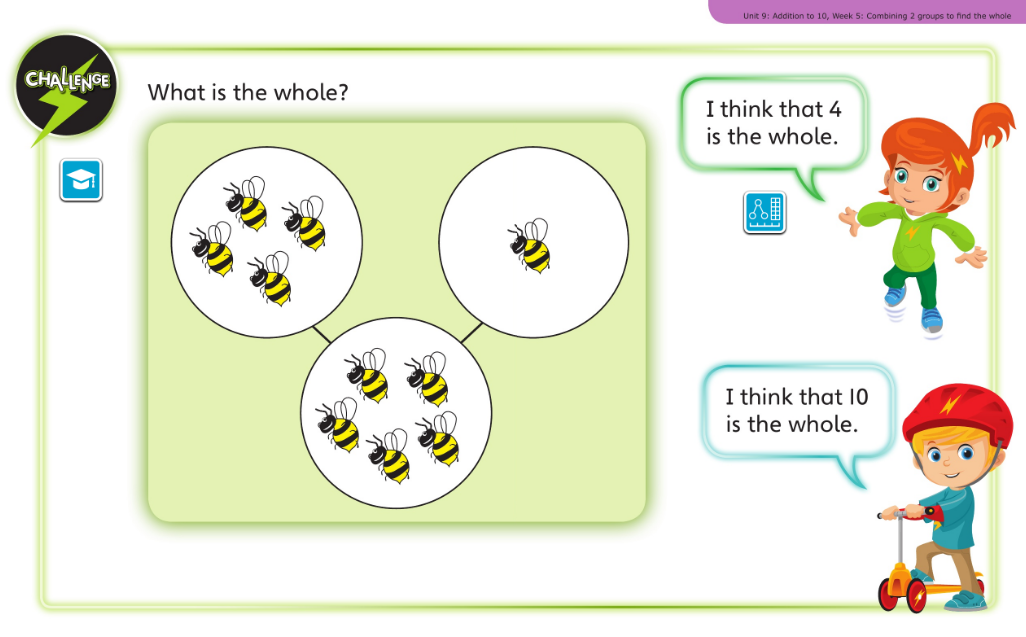 Unit 9: Addition to 10, Week 5: Combining 2 groups to find the whole
CHALLENGE
What is the whole?
I think that 4
is the whole.
I think that 10
is the whole.